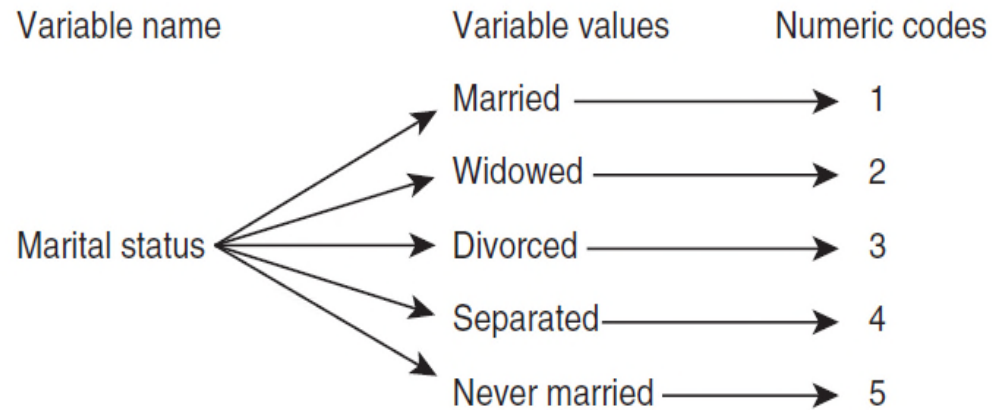 Variable name Variable values Numeric codes
Married 1
Widowed 2
Marital status Divorced 3
Separated 4
Never married 5